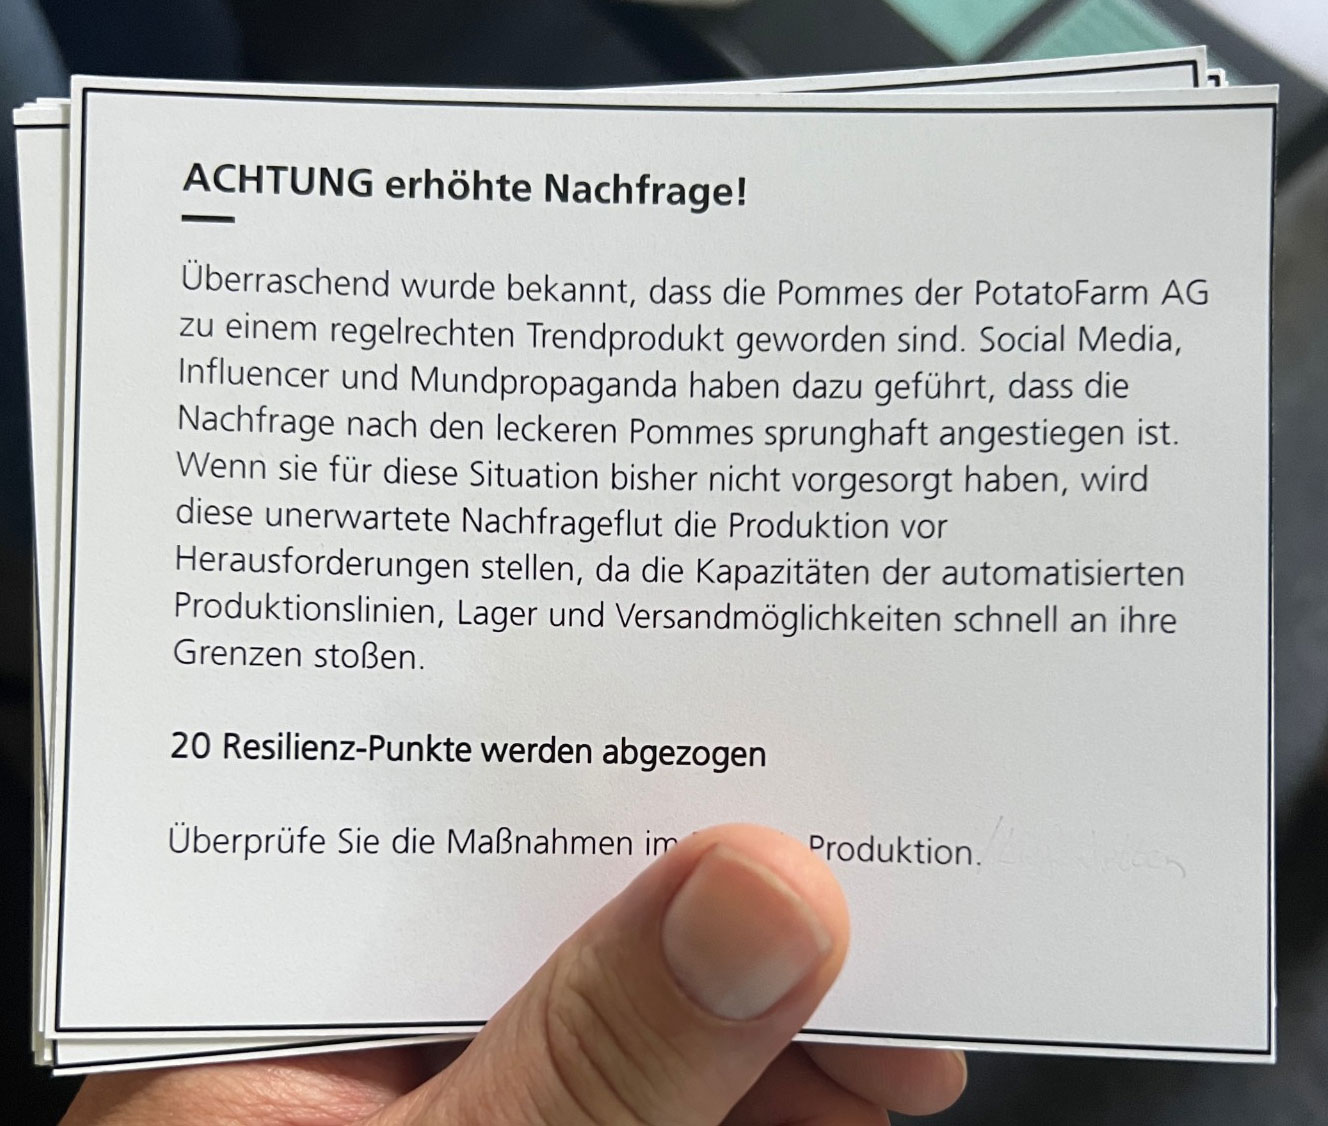 ACHTUNG erhöhte Nachfrage!
Überraschend wurde bekannt, dass die Pommes der PotatoFarm AG
zu einem regelrechten Trendprodukt geworden sind. Social Media,
Influencer und Mundpropaganda haben dazu geführt, dass die
Nachfrage nach den leckeren Pommes sprunghaft angestiegen ist.
Wenn sie für diese Situation bisher nicht vorgesorgt haben, wird
diese unerwartete Nachfrageflut die Produktion vor
Herausforderungen stellen, da die Kapazitäten der automatisierten
Produktionslinien, Lager und Versandmöglichkeiten schnell an ihre
Grenzen stoßen.
20 Resilienz-Punkte werden abgezogen
Überprüfe Sie die Maßnahmen im Produktion.